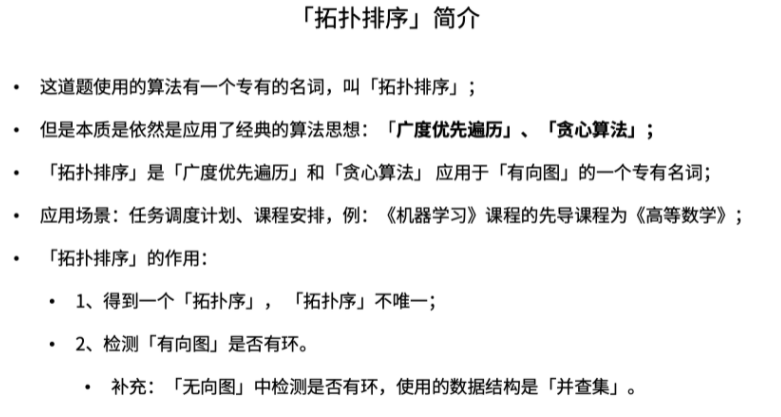 「拓扑排序」简介
• 这道题使用的算法有一个专有的名词，叫「拓扑排序」；
• 但是本质是依然是应用了经典的算法思想：「广度优先遍历」、「贪心算法」；
• 「拓扑排序」是「广度优先遍历」和「贪心算法」 应用于「有向图」的一个专有名词；
• 应用场景：任务调度计划、课程安排，例：《机器学习》课程的先导课程为《高等数学》；
• 「拓扑排序」的作用：
• 1、得到一个「拓扑序」，「拓扑序」不唯一；
• 2、检测「有向图」是否有环。
• 补充：「无向图」中检测是否有环，使用的数据结构是「并查集」。